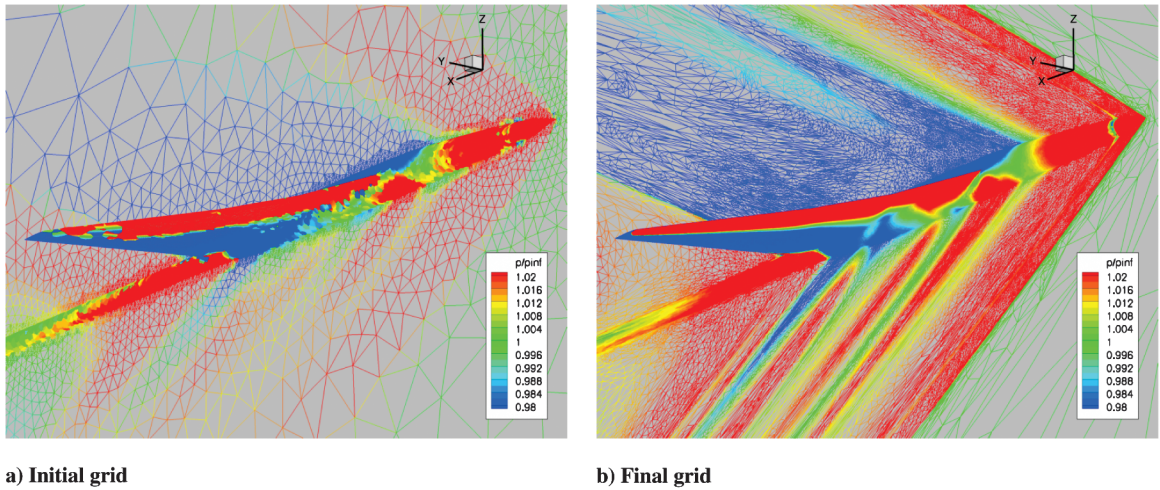 Z
Y
X
p/pinf
1.02
1.016
1.012
1.008
1.004
1
0.996
0.992
0.988
0.984
0.98
a) Initial grid
Z
Y
X
p/pinf
1.02
1.016
1.012
1.008
1.004
1
0.996
0.992
0.988
0.984
0.98
b) Final grid